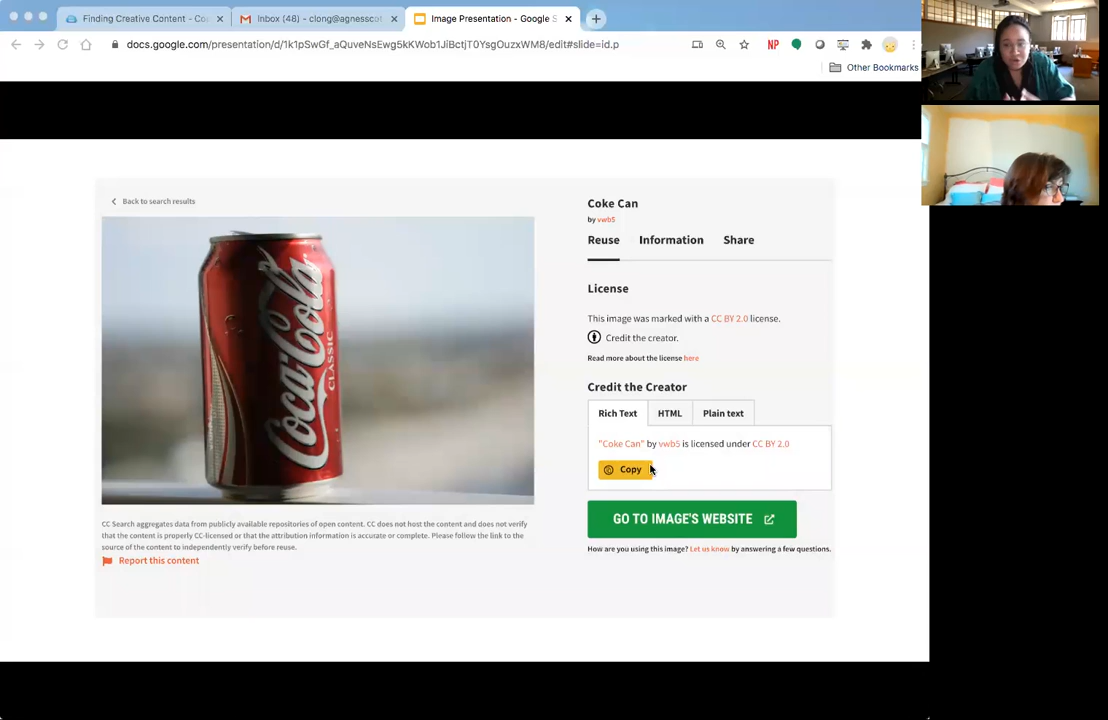 Finding Creative Content - Co
Inbox (48) - clong@agnesscot
Image Presentation - Google S
docs.google.com/presentation/d/1k1pSwGf_aQuveNsEwg5kKWob1JiBctjT0YsgOuzxWM8/edit#slide=id.p
NP
Other Bookmarks
Back to search results
Coca-Cola
CLASSIC
CC Search aggregates data from publicly available repositories of open content. CC does not host the content and does not verify
that the content is properly CC-licensed or that the attribution information is accurate or complete. Please follow the link to the
source of the content to independently verify before reuse.
Report this content
Coke Can
by vwb5
Reuse Information Share
License
This image was marked with a CC BY 2.0 license.
Credit the creator.
Read more about the license here
Credit the Creator
Rich Text HTML Plain text
"Coke Can" by vwb5 is licensed under CC BY 2.0
Copy
GO TO IMAGE'S WEBSITE
How are you using this image? Let us know by answering a few questions.